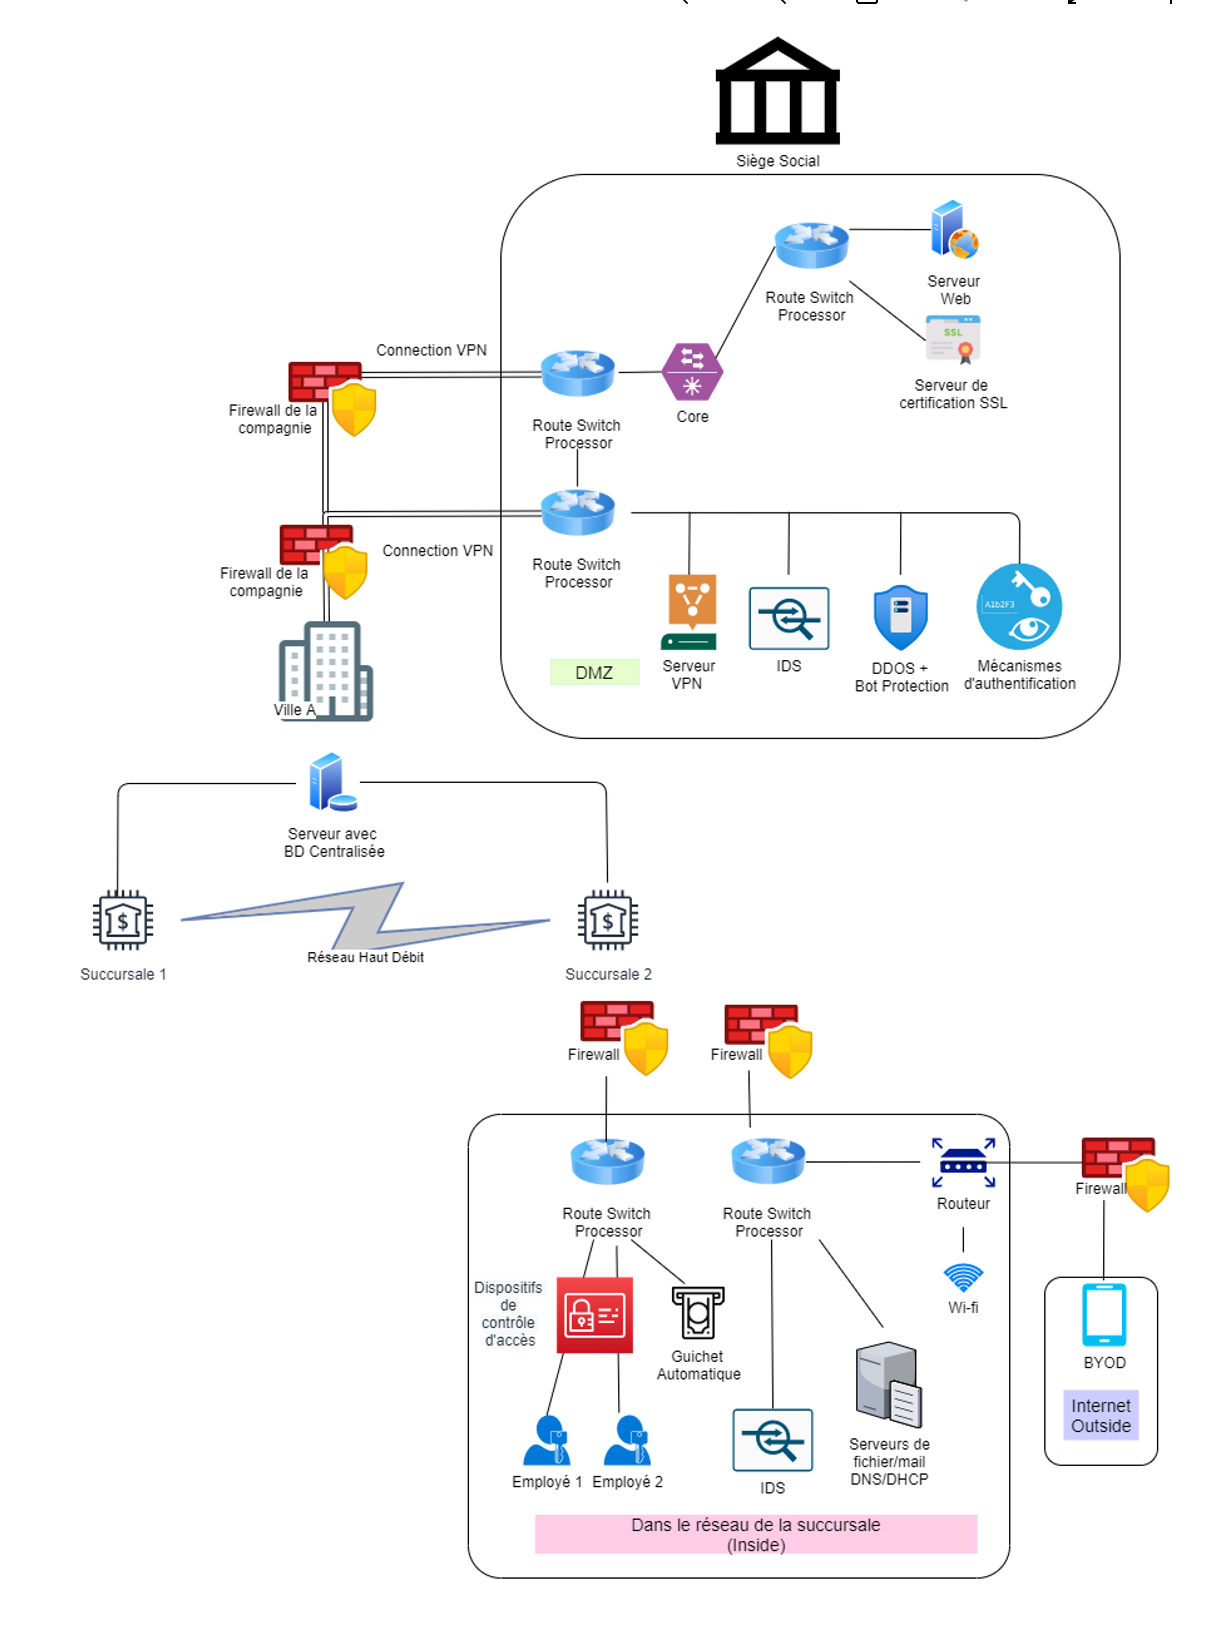 Siège Social
Serveur
Web
Route Switch
Processor
SSL
Serveur de
certification SSL
Connection VPN
Firewall de la
compagnie
Route Switch
Processor
Core
Connection VPN
Firewall de la
compagnie
Route Switch
Processor
A1b2F3
DMZ
Serveur
VPN
IDS
DDOS +
Bot Protection
Mécanismes
d'authentification
Ville A
Serveur avec
BD Centralisée
$
$
Réseau Haut Débit
Succursale 1
Succursale 2
Firewall
Firewall
Route Switch
Processor
Route Switch
Processor
Routeur
Firewall
Dispositifs
de
contrôle
d'accès
Guichet
Automatique
Wi-fi
BYOD
Internet
Outside
Employé 1
Employé 2
IDS
Serveurs de
fichier/mail
DNS/DHCP
Dans le réseau de la succursale
(Inside)